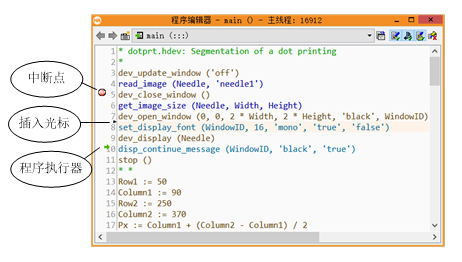 程序编辑器 - main () - 主线程: 16912
main (:::)
1 * dotprt.hdev: Segmentation of a dot printing
2 *
3 dev_update_window ('off')
4 read_image (Needle, 'needle1')
5 dev_close_window ()
6 get_image_size (Needle, Width, Height)
7 dev_open_window (0, 0, 2 * Width, 2 * Height, 'black', WindowID)
8 set_display_font (WindowID, 16, 'mono', 'true', 'false')
9 dev_display (Needle)
10 disp_continue_message (WindowID, 'black', 'true')
11 stop ()
12 * *
13 Row1 := 50
14 Column1 := 90
15 Row2 := 250
16 Column2 := 370
17 Px := Column1 + (Column2 - Column1) / 2
中断点
插入光标
程序执行器